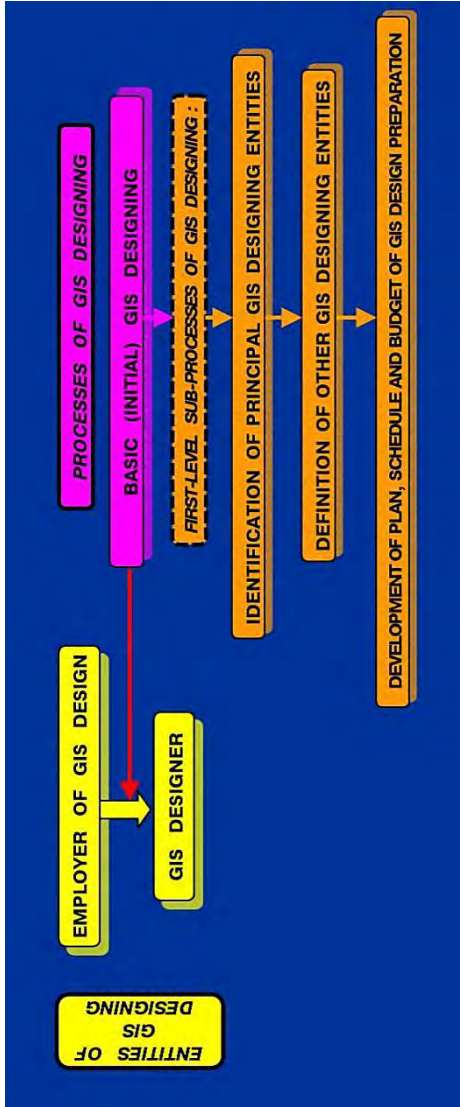 PROCESSES OF GIS DESIGNING
BASIC (INITIAL) GIS DESIGNING
FIRST-LEVEL SUB-PROCESSES OF GIS DESIGNING :
IDENTIFICATION OF PRINCIPAL GIS DESIGNING ENTITIES
DEFINITION OF OTHER GIS DESIGNING ENTITIES
DEVELOPMENT OF PLAN, SCHEDULE AND BUDGET OF GIS DESIGN PREPARATION
EMPLOYER OF GIS DESIGN
GIS DESIGNER
ENTITIES OF
GIS
DESIGNING